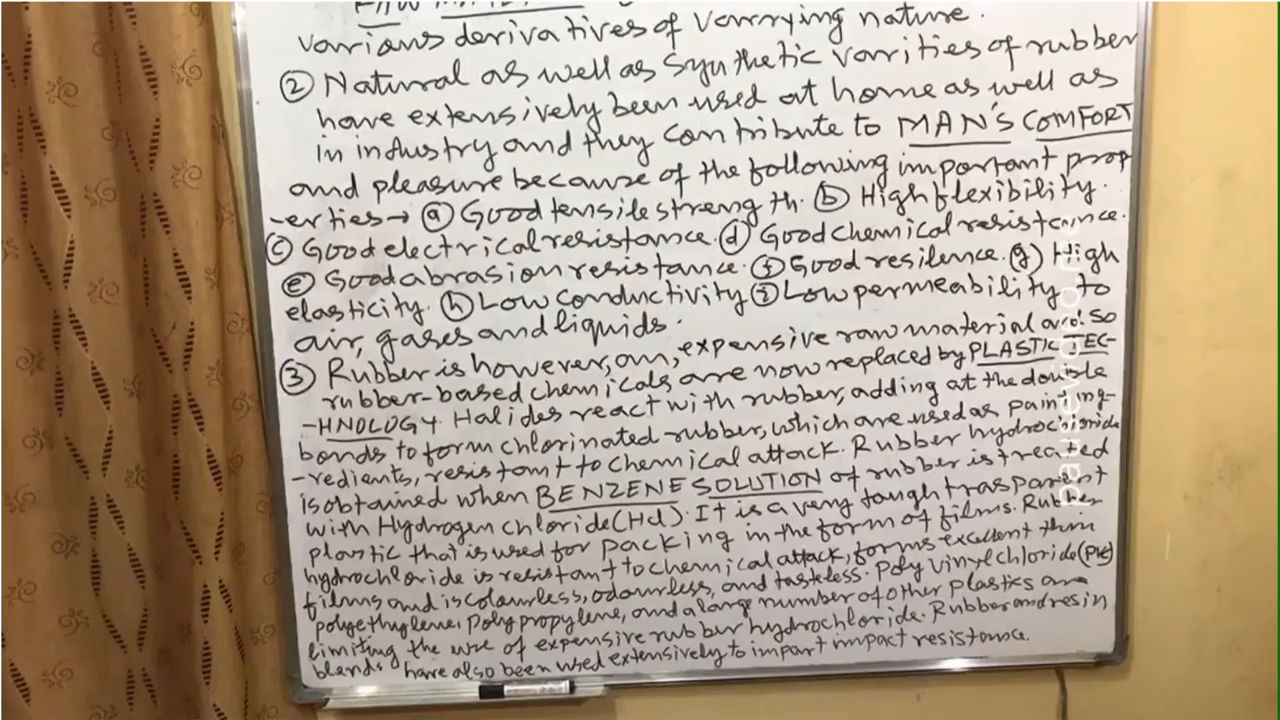 various derivatives of varrying nature.
② Natural as well as Synthetic varities of rubber
have extensively been used at home as well as
in industry and they contribute to MAN'S COMFORT
and pleasure because of the following important prop
-erties → ⓐ Good tensile strength. ⓑ High flexibility.
ⓒ Good electrical resistance. ⓓ Good chemical resistance.
ⓔ Good abrasion resistance. ⓕ Good resilence. ⓖ High
elasticity. ⓗ Low conductivity ⓘ Low permeability to
air, gases and liquids.
③ Rubber is however, an, expensive raw material and so
rubber-based chemicals are now replaced by PLASTIC TEC-
-HNOLOGY. Halides react with rubber, adding at the double
bonds to form chlorinated rubber, which are used as paint ing-
-redients, resistant to chemical attack. Rubber hydrochloride
is obtained when BENZENE SOLUTION of rubber is treated
with Hydrogen chloride (HCl). It is a very tough trasparent
plastic that is used for packing in the form of films. Rubber
hydrochloride is resistant to chemical attack, forms excellent thin
films and is colourless, odourless, and tasteless. Poly vinyl chloride (PVC)
polyethylene, Polypropylene, and a large number of other plastics are
limiting the use of expensive rubber hydrochloride. Rubber and resin
blends have also been used extensively to impart impact resistance.